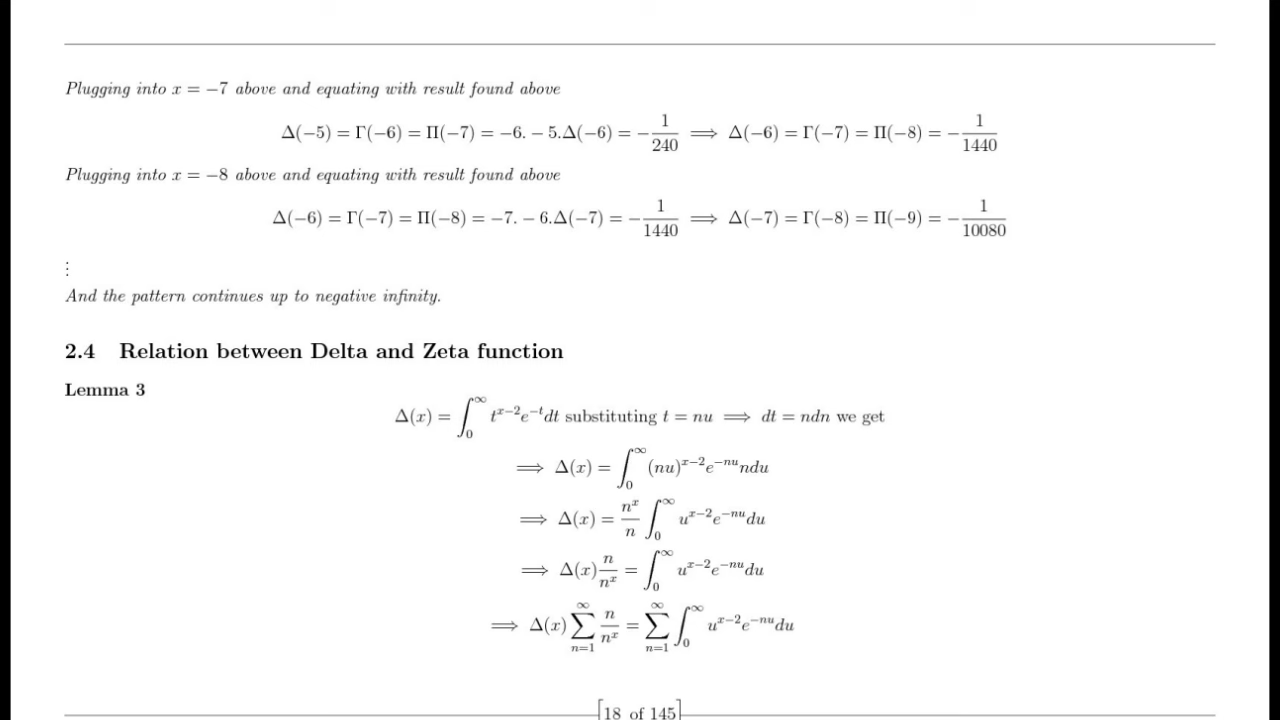 Plugging into x = −7 above and equating with result found above
Δ(−5) = Γ(−6) = Π(−7) = −6. − 5.Δ(−6) = −1/240 ⟹ Δ(−6) = Γ(−7) = Π(−8) = −1/1440
Plugging into x = −8 above and equating with result found above
Δ(−6) = Γ(−7) = Π(−8) = −7. − 6.Δ(−7) = −1/1440 ⟹ Δ(−7) = Γ(−8) = Π(−9) = −1/10080
⋮
And the pattern continues up to negative infinity.
2.4 Relation between Delta and Zeta function
Lemma 3
Δ(x) = ∫_0^∞ t^{x−2}e^{−t}dt substituting t = nu ⟹ dt = ndn we get
⟹ Δ(x) = ∫_0^∞ (nu)^{x−2}e^{−nu}ndu
⟹ Δ(x) = n^x/n ∫_0^∞ u^{x−2}e^{−nu}du
⟹ Δ(x) n/n^x = ∫_0^∞ u^{x−2}e^{−nu}du
⟹ Δ(x) ∑_{n=1}^∞ n/n^x = ∑_{n=1}^∞ ∫_0^∞ u^{x−2}e^{−nu}du
[18 of 145]